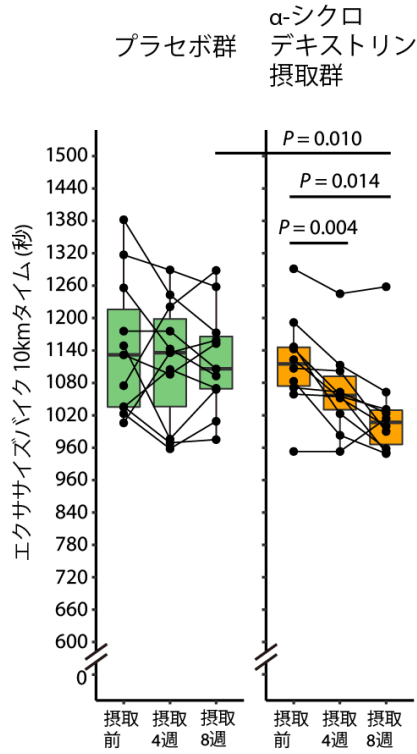 プラセボ群
α-シクロ
デキストリン
摂取群
エクササイズバイク 10kmタイム (秒)
1500
1440
1380
1320
1260
1200
1140
1080
1020
960
960
840
780
720
660
600
0
P = 0.010
P = 0.014
P = 0.004
摂取
前
摂取
4週
摂取
8週
摂取
前
摂取
4週
摂取
8週